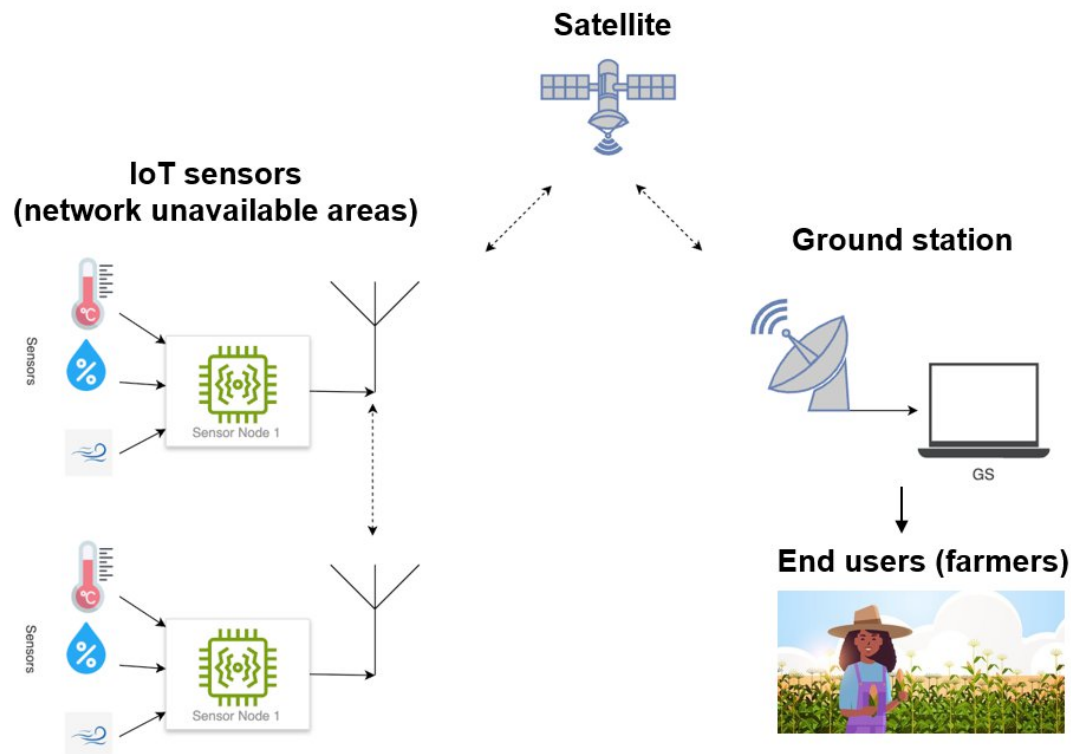 Satellite
IoT sensors
(network unavailable areas)
Ground station
°C
%
Sensors
Sensor Node 1
GS
End users (farmers)
°C
%
Sensors
Sensor Node 1